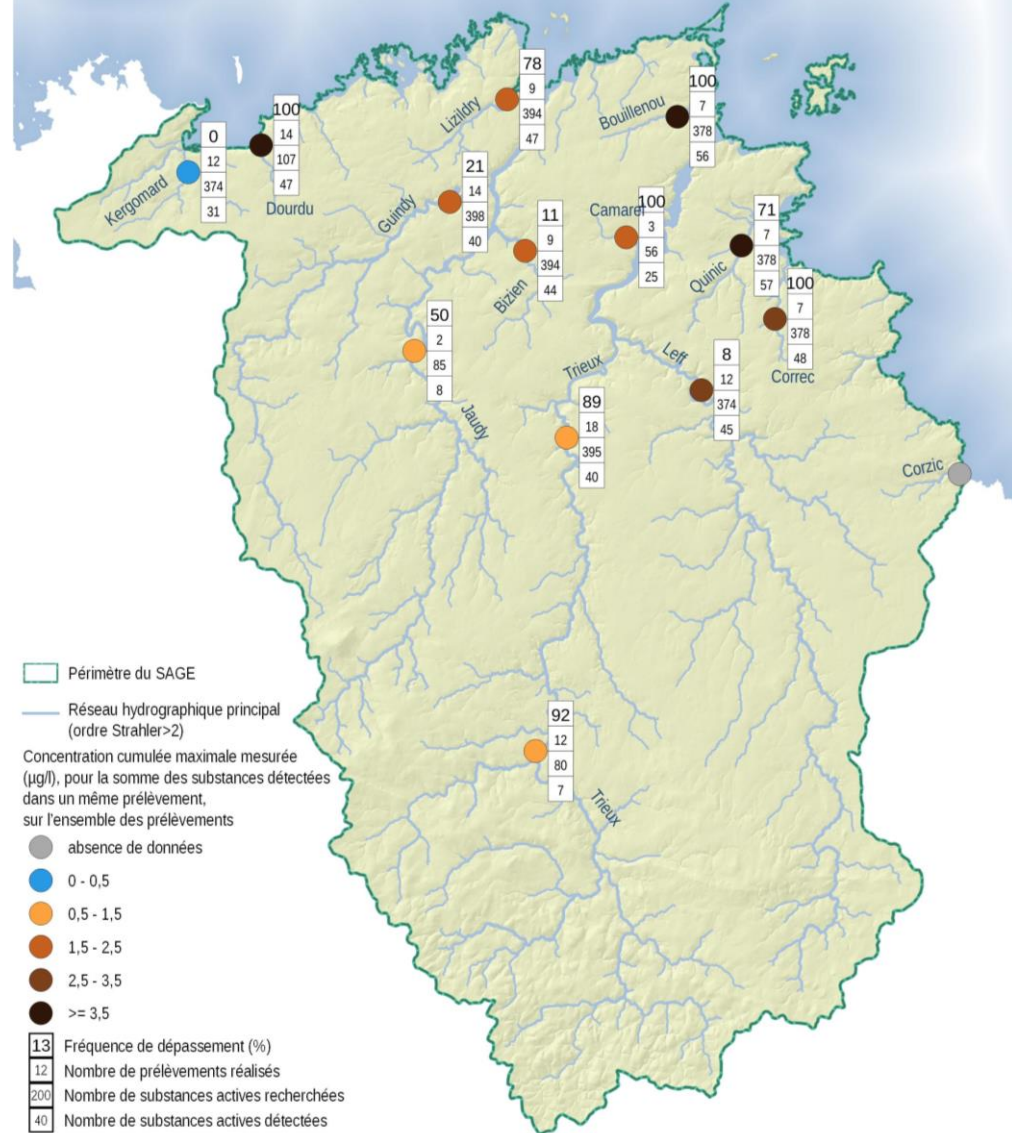 78
9
394
47
Lizildry
100
7
378
56
Bouillenou
100
14
107
47
Dourdu
0
12
374
31
Kergomard
21
14
398
40
Guindy
11
9
394
44
Bizien
100
3
56
25
Camarel
71
7
378
57
Quinic
100
7
378
48
Correc
50
2
85
8
Jaudy
8
12
374
45
Leff
Trieux
89
18
395
40
Corzic
92
12
80
7
Trieux
Périmètre du SAGE
Réseau hydrographique principal
(ordre Strahler>2)
Concentration cumulée maximale mesurée
(µg/l), pour la somme des substances détectées
dans un même prélèvement,
sur l'ensemble des prélèvements
absence de données
0 - 0,5
0,5 - 1,5
1,5 - 2,5
2,5 - 3,5
>= 3,5
13 Fréquence de dépassement (%)
12 Nombre de prélèvements réalisés
200 Nombre de substances actives recherchées
40 Nombre de substances actives détectées